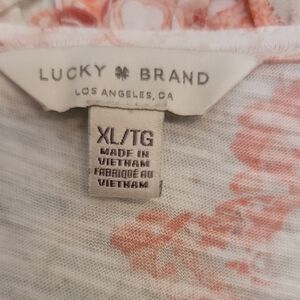 LUCKY BRAND
LOS ANGELES, CA
XL/TG
MADE IN
VIETNAM
FABRIQUÉ AU
VIETNAM